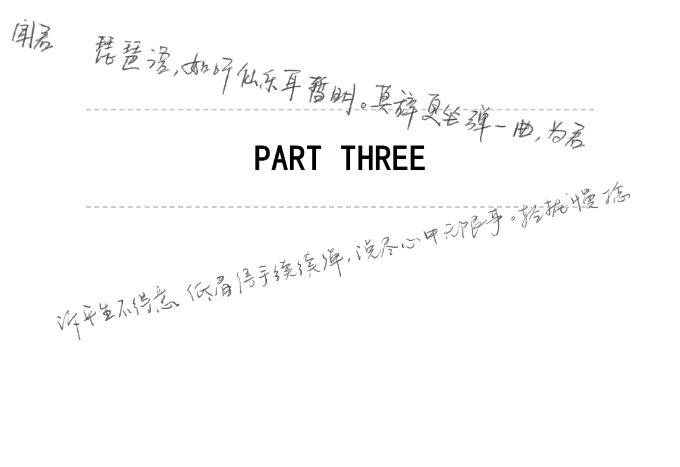 闻君 琵琶语，如听仙乐耳暂明。莫辞更坐弹一曲，为君
PART THREE
诉平生不得意。低眉信手续续弹，说尽心中无限事。轻拢慢捻